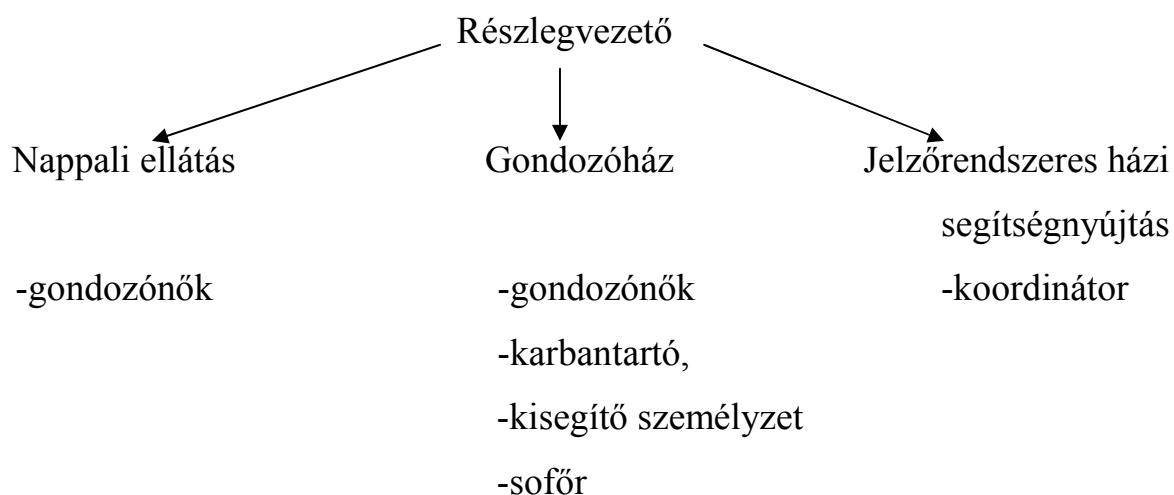 Részlegvezető
Nappali ellátás
Gondozóház
Jelzőrendszeres házi
segítségnyújtás
-gondozónők
-gondozónők
-koordinátor
-karbantartó,
-kisegítő személyzet
-sofőr